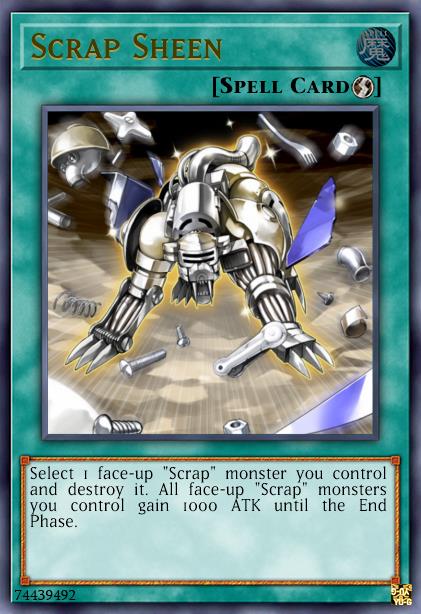 Scrap Sheen
魔
[Spell Card]
Select 1 face-up "Scrap" monster you control
and destroy it. All face-up "Scrap" monsters
you control gain 1000 ATK until the End
Phase.
74439492